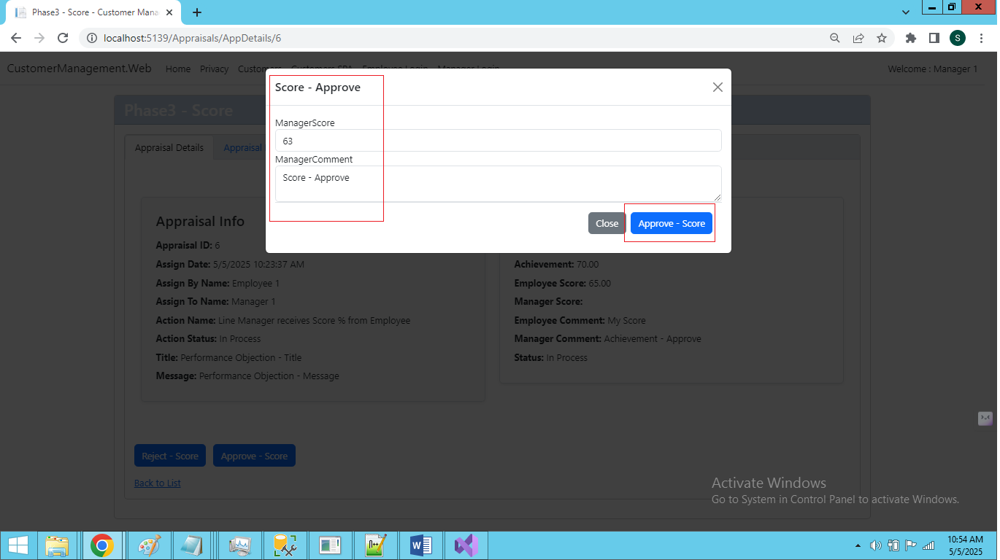 Phase3 - Score - Customer Mana
localhost:5139/Appraisals/AppDetails/6
S
CustomerManagement.Web Home Privacy Customers Customers SPA Employee Login Manager Login Welcome : Manager 1
Phase3 - Score
Appraisal Details Appraisal
Score - Approve
ManagerScore
63
ManagerComment
Score - Approve
Close Approve - Score
Appraisal Info
Appraisal ID: 6
Assign Date: 5/5/2025 10:23:37 AM
Assign By Name: Employee 1
Assign To Name: Manager 1
Action Name: Line Manager receives Score % from Employee
Action Status: In Process
Title: Performance Objection - Title
Message: Performance Objection - Message
Achievement: 70.00
Employee Score: 65.00
Manager Score:
Employee Comment: My Score
Manager Comment: Achievement - Approve
Status: In Process
Reject - Score Approve - Score
Back to List
Activate Windows
Go to System in Control Panel to activate Windows.
10:54 AM
5/5/2025